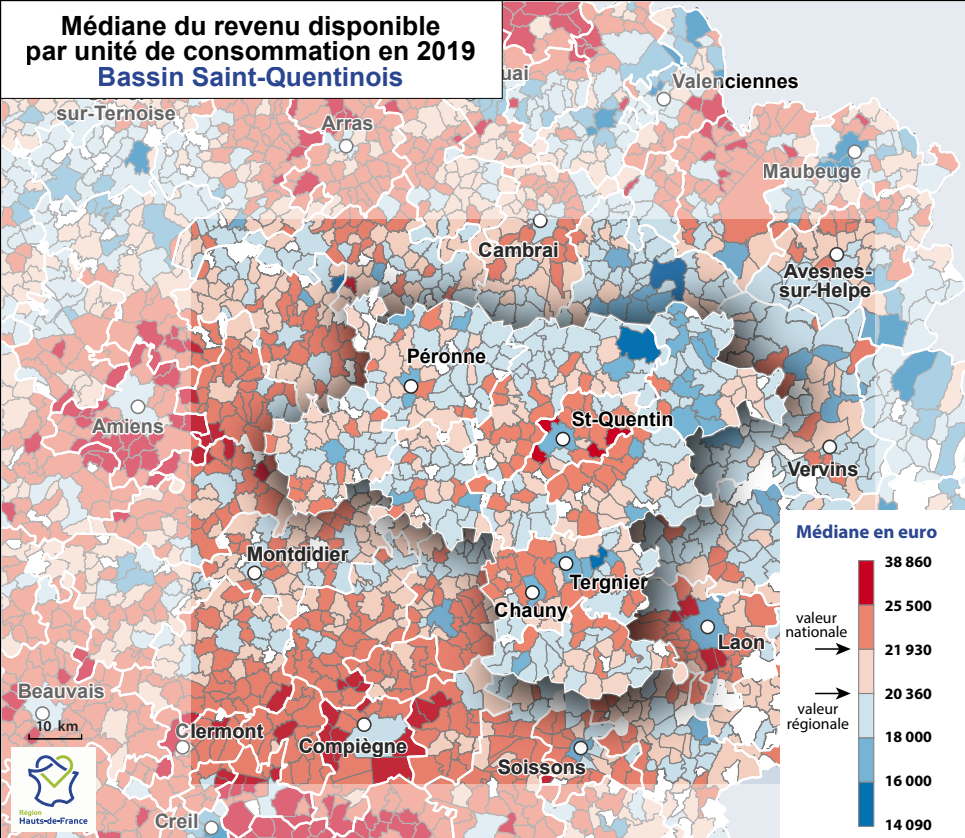 Médiane du revenu disponible
par unité de consommation en 2019
Bassin Saint-Quentinois
uai
Valenciennes
sur-Ternoise
Arras
Maubeuge
Cambrai
Avesnes-
sur-Helpe
Péronne
St-Quentin
Amiens
Vervins
Montdidier
Tergnier
Chauny
Laon
Beauvais
10 km
Clermont
Compiègne
Soissons
Creil
Région
Hauts-de-France
Médiane en euro
38 860
25 500
valeur
nationale
21 930
20 360
valeur
régionale
18 000
16 000
14 090